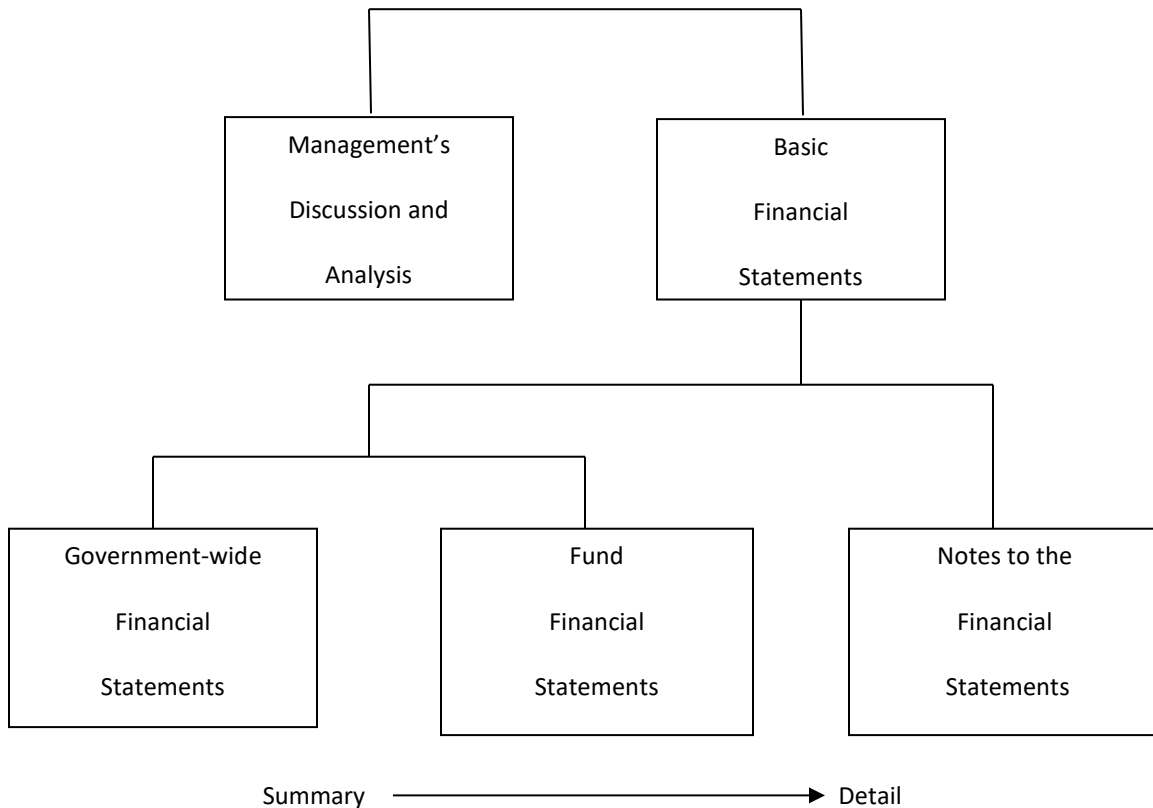 Management’s
Discussion and
Analysis
Basic
Financial
Statements
Government-wide
Financial
Statements
Fund
Financial
Statements
Notes to the
Financial
Statements
Summary
Detail